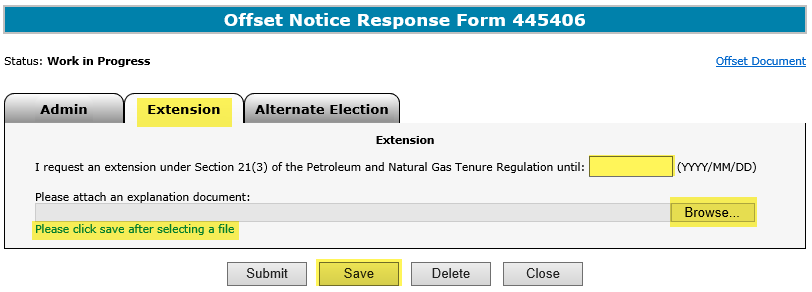 Offset Notice Response Form 445406
Status: Work in Progress
Offset Document
Admin
Extension
Alternate Election
Extension
I request an extension under Section 21(3) of the Petroleum and Natural Gas Tenure Regulation until: (YYYY/MM/DD)
Please attach an explanation document:
Browse...
Please click save after selecting a file
Submit
Save
Delete
Close